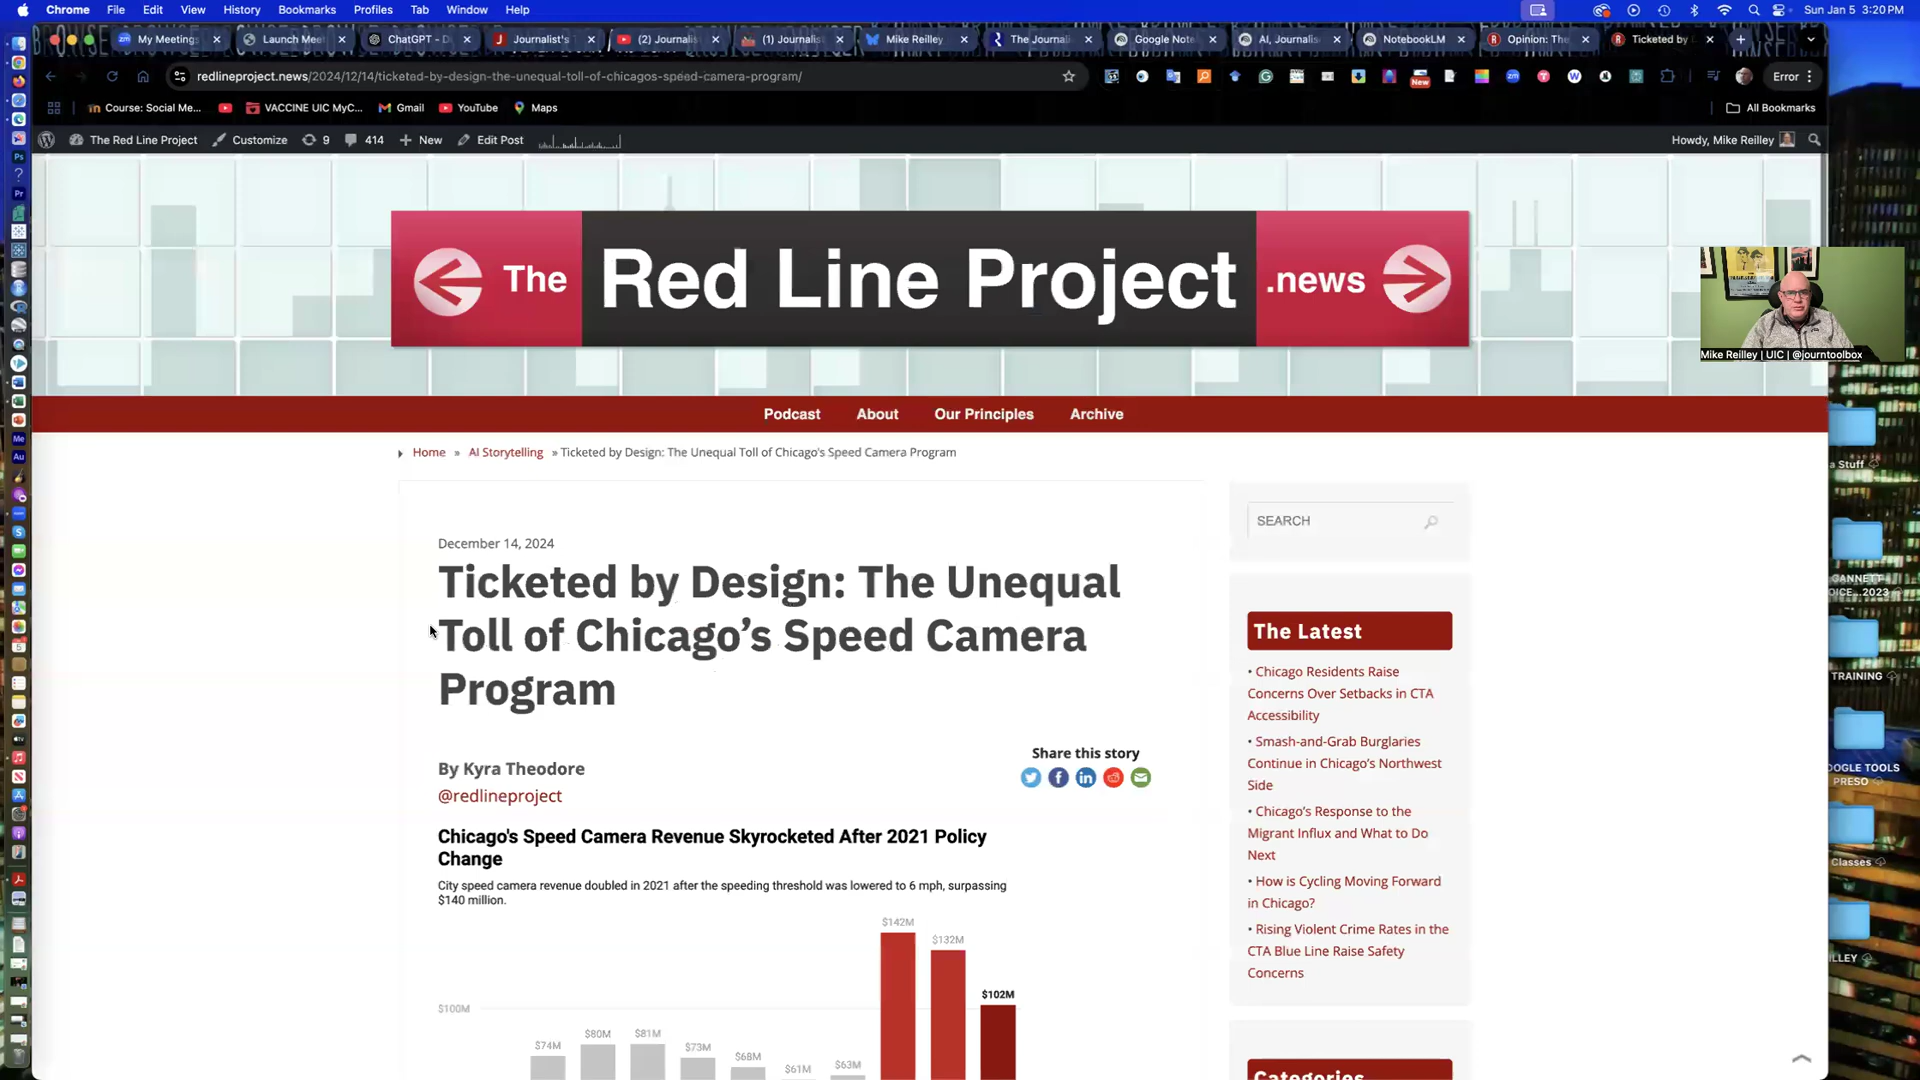 Chrome File Edit View History Bookmarks Profiles Tab Window Help Sun Jan 5 3:20 PM
My Meetings Launch Meet ChatGPT - D Journalist's T (2) Journalis (1) Journalis Mike Reilley The Journali Google Note AI, Journalis NotebookLM Opinion: The Ticketed by
redlineproject.news/2024/12/14/ticketed-by-design-the-unequal-toll-of-chicagos-speed-camera-program/ New Error
Course: Social Me... VACCINE UIC MyC... Gmail YouTube Maps All Bookmarks
The Red Line Project Customize 9 414 New Edit Post Howdy, Mike Reilley
The Red Line Project .news
Mike Reilley | UIC | @journtoolbox
Podcast About Our Principles Archive
Home » AI Storytelling » Ticketed by Design: The Unequal Toll of Chicago's Speed Camera Program
December 14, 2024
Ticketed by Design: The Unequal
Toll of Chicago's Speed Camera
Program
By Kyra Theodore
@redlineproject
Share this story
Chicago's Speed Camera Revenue Skyrocketed After 2021 Policy
Change
City speed camera revenue doubled in 2021 after the speeding threshold was lowered to 6 mph, surpassing
$140 million.
$142M
$132M
$102M
$100M
$74M
$80M
$81M
$73M
$68M
$61M
$63M
SEARCH
The Latest
• Chicago Residents Raise
Concerns Over Setbacks in CTA
Accessibility
• Smash-and-Grab Burglaries
Continue in Chicago's Northwest
Side
• Chicago's Response to the
Migrant Influx and What to Do
Next
• How is Cycling Moving Forward
in Chicago?
• Rising Violent Crime Rates in the
CTA Blue Line Raise Safety
Concerns
Categories
a Stuff
GANNETT
OICE...2023
TRAINING
OOGLE TOOLS
PRESO
Classes
ILLEY